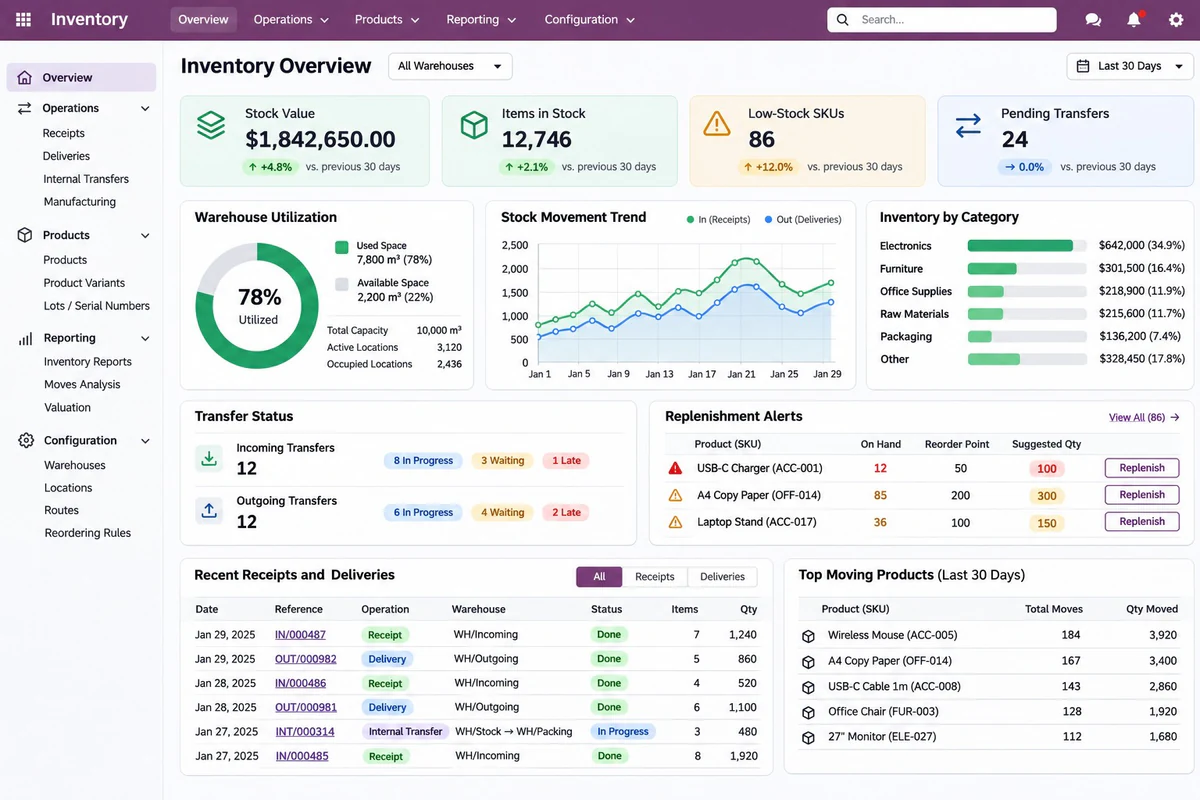 Inventory
Overview
Operations
Products
Reporting
Configuration
Search...
Overview
Operations
Receipts
Deliveries
Internal Transfers
Manufacturing
Products
Products
Product Variants
Lots / Serial Numbers
Reporting
Inventory Reports
Moves Analysis
Valuation
Configuration
Warehouses
Locations
Routes
Reordering Rules
Inventory Overview
All Warehouses
Last 30 Days
Stock Value
$1,842,650.00
↑ +4.8% vs. previous 30 days
Items in Stock
12,746
↑ +2.1% vs. previous 30 days
Low-Stock SKUs
86
↑ +12.0% vs. previous 30 days
Pending Transfers
24
→ 0.0% vs. previous 30 days
Warehouse Utilization
78%
Utilized
Used Space
7,800 m³ (78%)
Available Space
2,200 m³ (22%)
Total Capacity 10,000 m³
Active Locations 3,120
Occupied Locations 2,436
Stock Movement Trend
In (Receipts)
Out (Deliveries)
2,500
2,000
1,500
1,000
500
0
Jan 1 Jan 5 Jan 9 Jan 13 Jan 17 Jan 21 Jan 25 Jan 29
Inventory by Category
Electronics $642,000 (34.9%)
Furniture $301,500 (16.4%)
Office Supplies $218,900 (11.9%)
Raw Materials $215,600 (11.7%)
Packaging $136,200 (7.4%)
Other $328,450 (17.8%)
Transfer Status
Incoming Transfers
12
8 In Progress 3 Waiting 1 Late
Outgoing Transfers
12
6 In Progress 4 Waiting 2 Late
Replenishment Alerts
View All (86) →
Product (SKU) On Hand Reorder Point Suggested Qty
USB-C Charger (ACC-001) 12 50 100 Replenish
A4 Copy Paper (OFF-014) 85 200 300 Replenish
Laptop Stand (ACC-017) 36 100 150 Replenish
Recent Receipts and Deliveries
All Receipts Deliveries
Date Reference Operation Warehouse Status Items Qty
Jan 29, 2025 IN/000487 Receipt WH/Incoming Done 7 1,240
Jan 29, 2025 OUT/000982 Delivery WH/Outgoing Done 5 860
Jan 28, 2025 IN/000486 Receipt WH/Incoming Done 4 520
Jan 28, 2025 OUT/000981 Delivery WH/Outgoing Done 6 1,100
Jan 27, 2025 INT/000314 Internal Transfer WH/Stock → WH/Packing In Progress 3 480
Jan 27, 2025 IN/000485 Receipt WH/Incoming Done 8 1,920
Top Moving Products (Last 30 Days)
Product (SKU) Total Moves Qty Moved
Wireless Mouse (ACC-005) 184 3,920
A4 Copy Paper (OFF-014) 167 3,400
USB-C Cable 1m (ACC-008) 143 2,860
Office Chair (FUR-003) 128 1,920
27" Monitor (ELE-027) 112 1,680